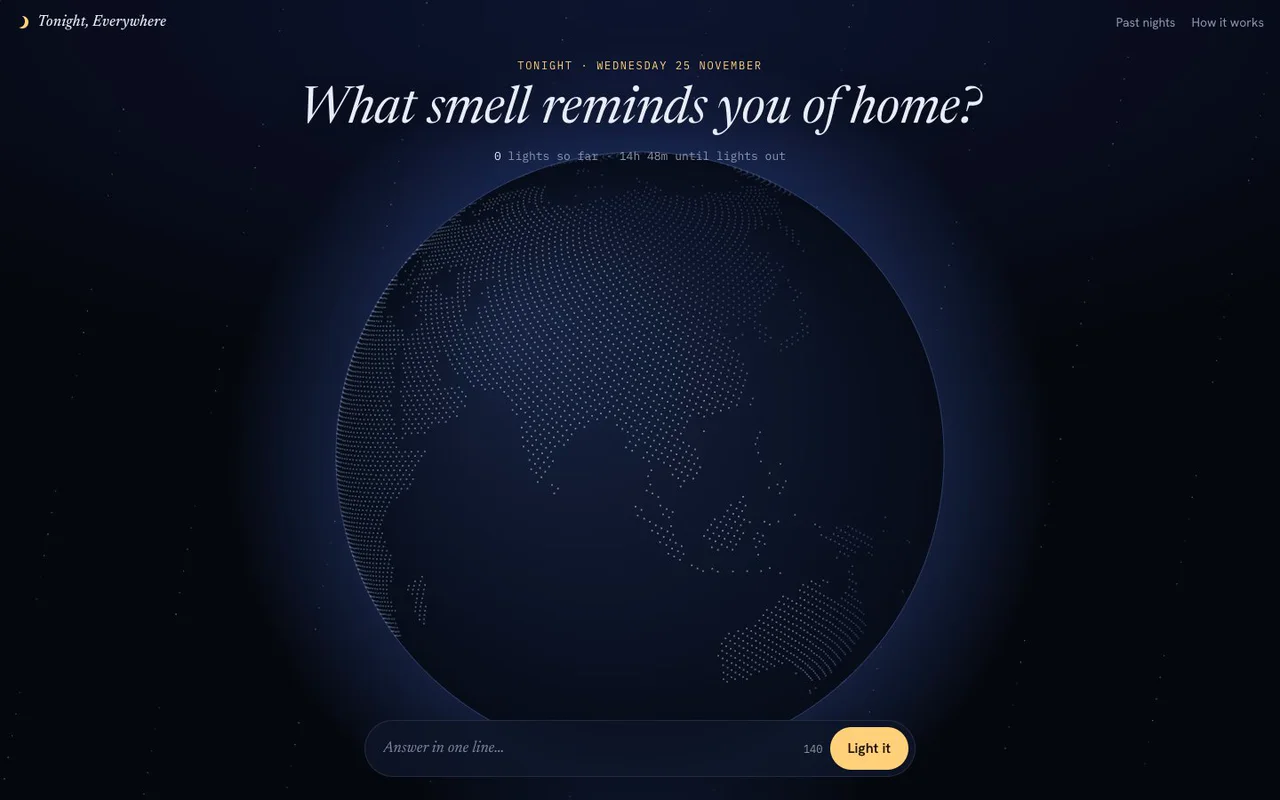 Tonight, Everywhere
Past nights
How it works
TONIGHT · WEDNESDAY 25 NOVEMBER
What smell reminds you of home?
0 lights so far · 14h 48m until lights out
Answer in one line...
140
Light it